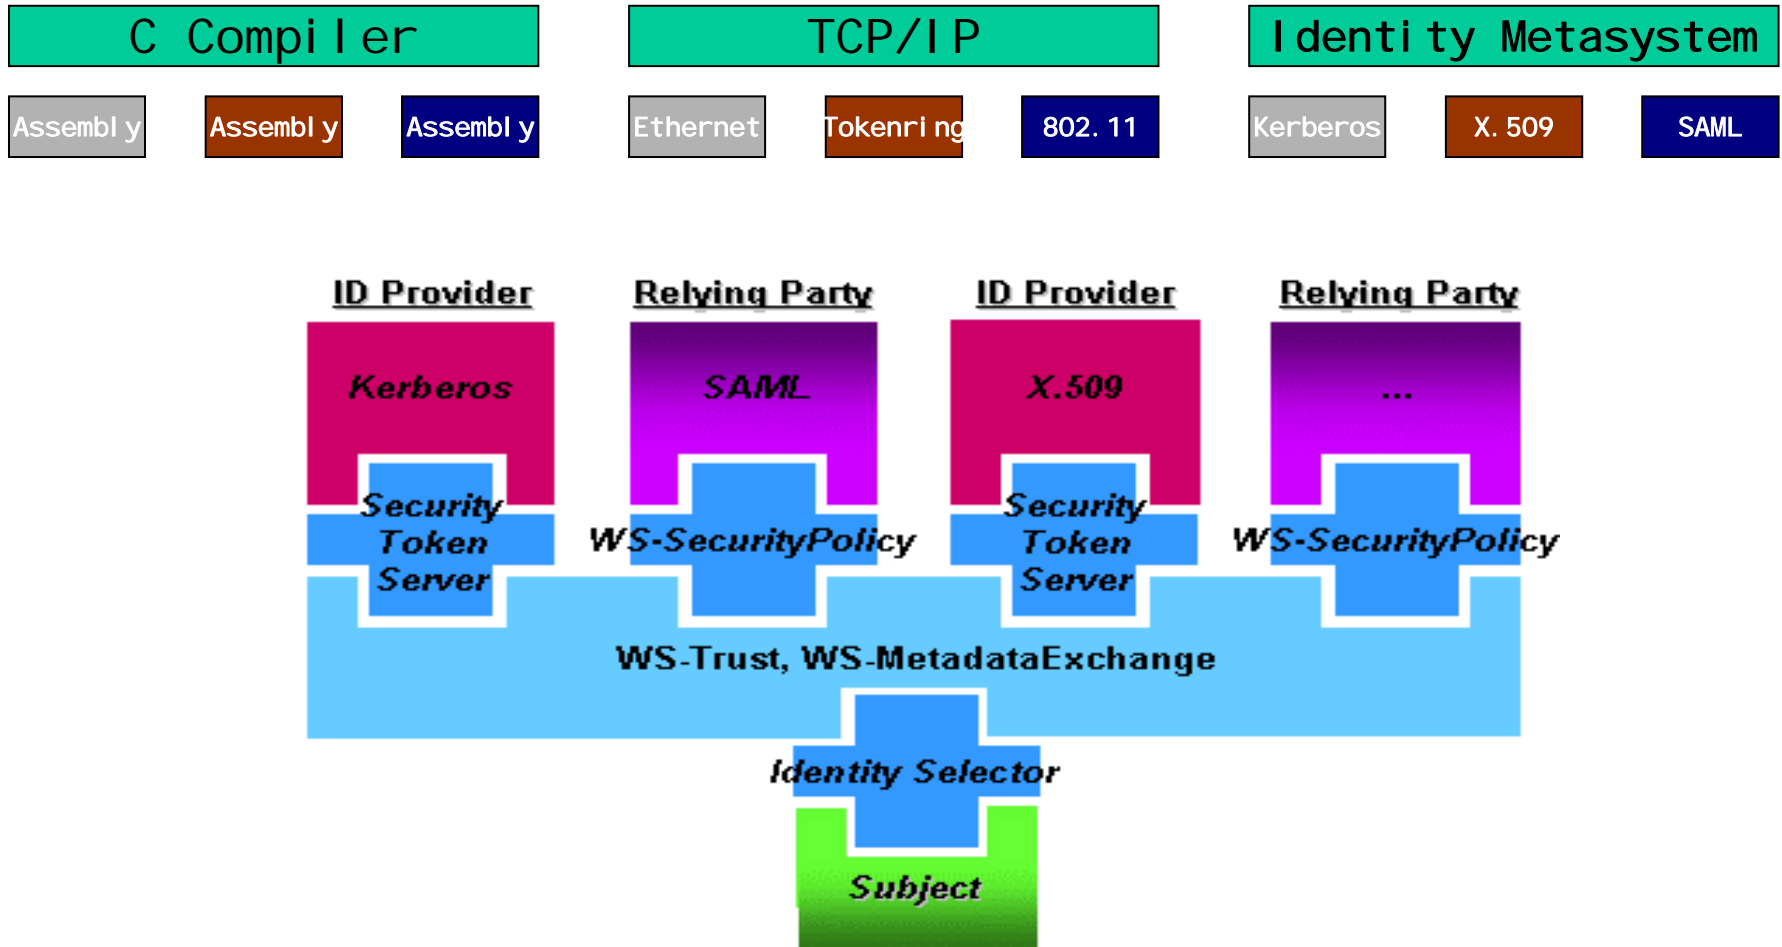 C Compiler
TCP/IP
Identity Metasystem
Assembly
Assembly
Assembly
Ethernet
Tokenring
802.11
Kerberos
X.509
SAML
ID Provider
Relying Party
ID Provider
Relying Party
Kerberos
SAML
X.509
...
Security
Token
Server
WS-SecurityPolicy
Security
Token
Server
WS-SecurityPolicy
WS-Trust, WS-MetadataExchange
Identity Selector
Subject